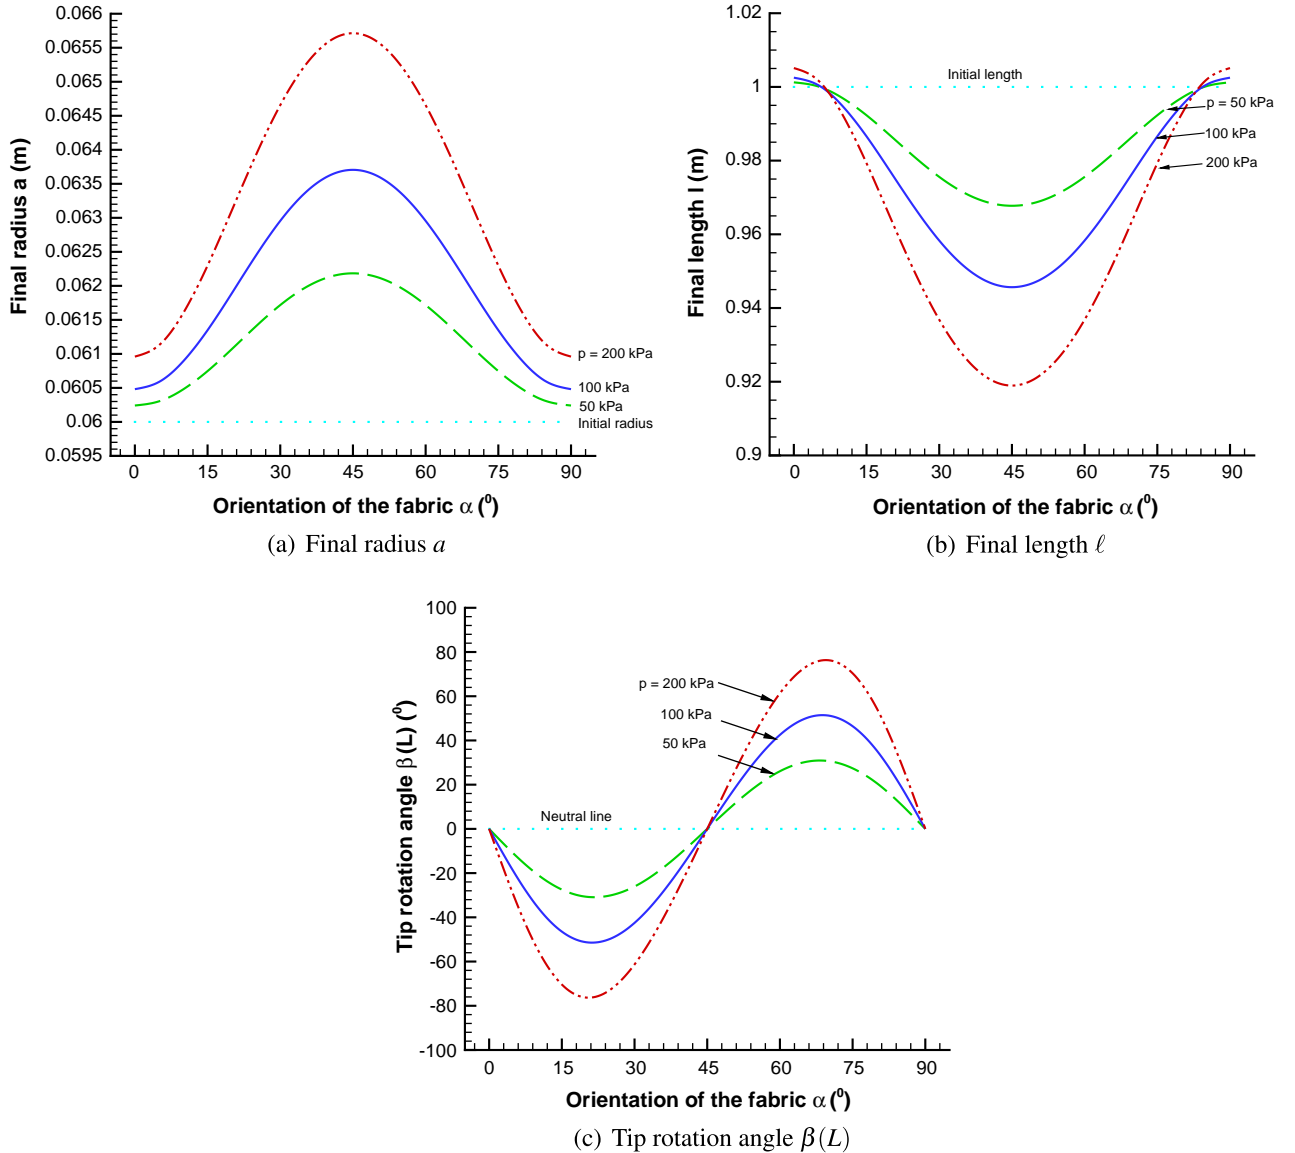 0.066
0.0655
0.065
0.0645
0.064
0.0635
0.063
0.0625
0.062
0.0615
0.061
0.0605
0.06
0.0595
Final radius a (m)
p = 200 kPa
100 kPa
50 kPa
Initial radius
0 15 30 45 60 75 90
Orientation of the fabric α (⁰)
(a) Final radius a
1.02
1
0.98
0.96
0.94
0.92
0.9
Final length l (m)
Initial length
p = 50 kPa
100 kPa
200 kPa
0 15 30 45 60 75 90
Orientation of the fabric α (⁰)
(b) Final length ℓ
100
80
60
40
20
0
-20
-40
-60
-80
-100
Tip rotation angle β (L) (⁰)
p = 200 kPa
100 kPa
50 kPa
Neutral line
0 15 30 45 60 75 90
Orientation of the fabric α (⁰)
(c) Tip rotation angle β(L)